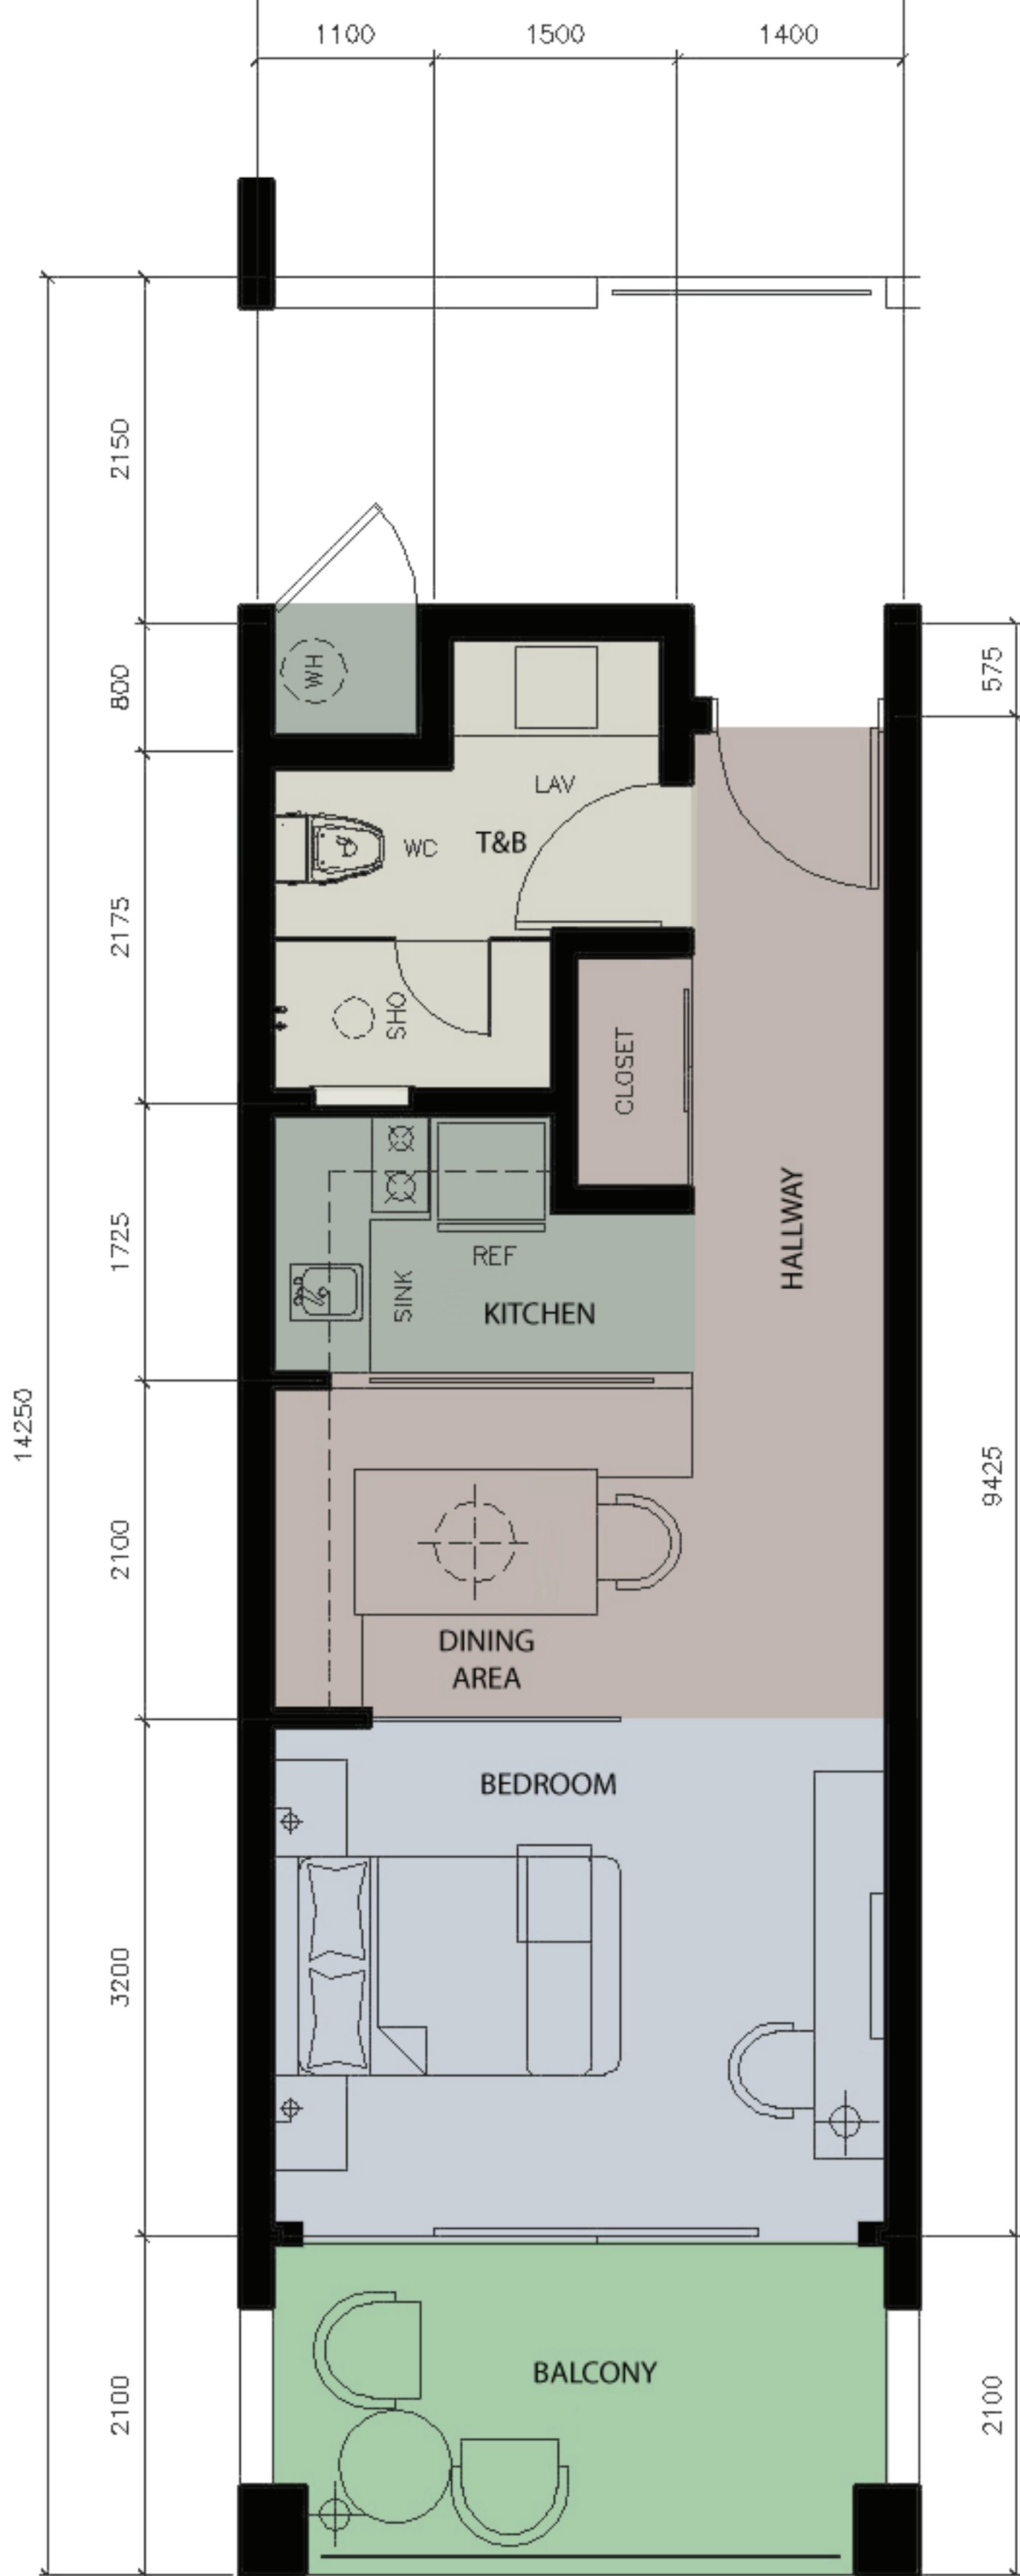 1100
1500
1400
2150
WH
800
575
LAV
WC
T&B
2175
SHO
CLOSET
HALLWAY
1725
REF
SINK
KITCHEN
14250
9425
2100
DINING
AREA
BEDROOM
3200
BALCONY
2100
2100